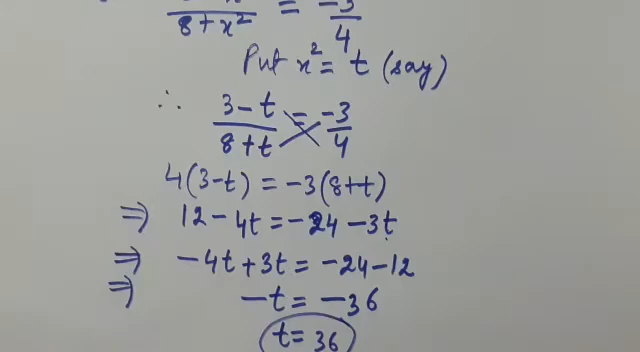 8 + x² = -3/4
Put x² = t (say)
∴ (3 - t)/(8 + t) = -3/4
4(3 - t) = -3(8 + t)
⇒ 12 - 4t = -24 - 3t
⇒ -4t + 3t = -24 - 12
⇒ -t = -36
t = 36